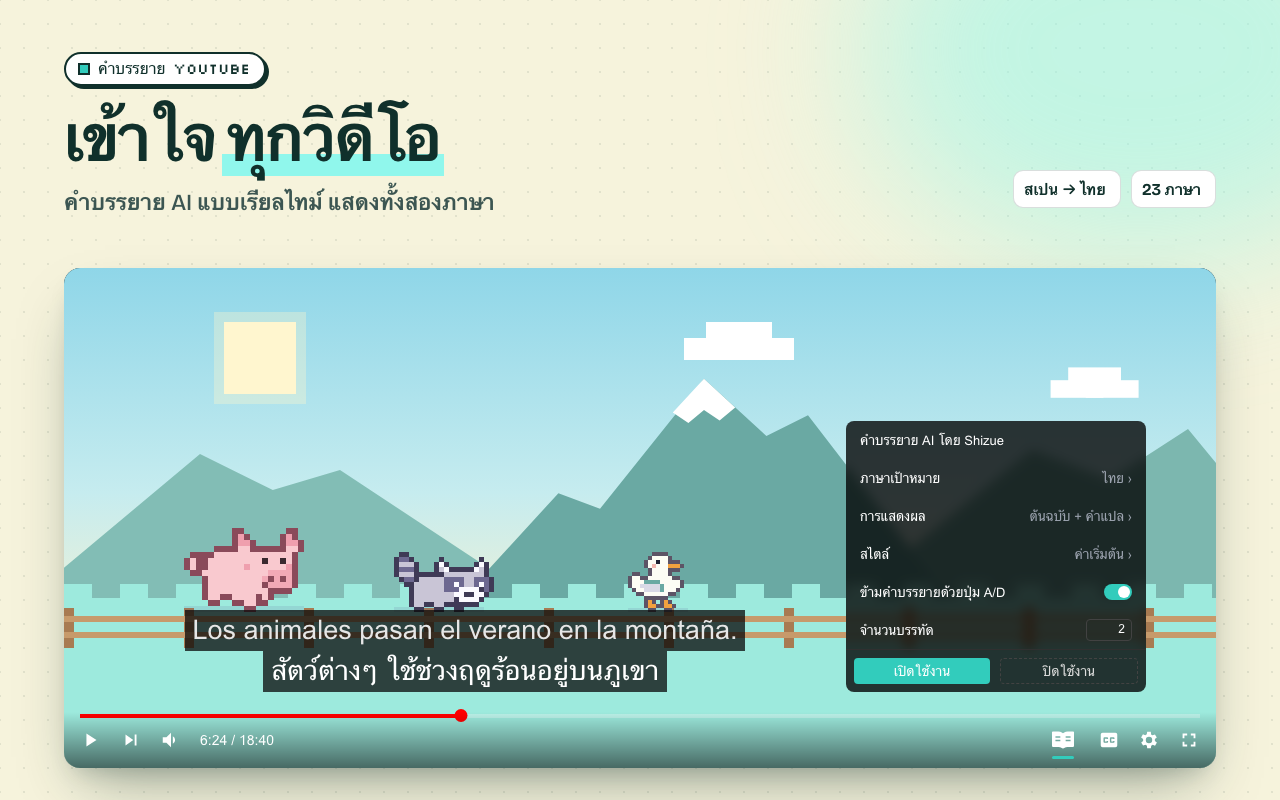 คำบรรยาย YOUTUBE
เข้าใจ ทุกวิดีโอ
คำบรรยาย AI แบบเรียลไทม์ แสดงทั้งสองภาษา
สเปน → ไทย
23 ภาษา
คำบรรยาย AI โดย Shizue
ภาษาเป้าหมาย
ไทย ›
การแสดงผล
ต้นฉบับ + คำแปล ›
สไตล์
ค่าเริ่มต้น ›
ข้ามคำบรรยายด้วยปุ่ม A/D
จำนวนบรรทัด
2
เปิดใช้งาน
ปิดใช้งาน
Los animales pasan el verano en la montaña.
สัตว์ต่างๆ ใช้ช่วงฤดูร้อนอยู่บนภูเขา
6:24 / 18:40
CC